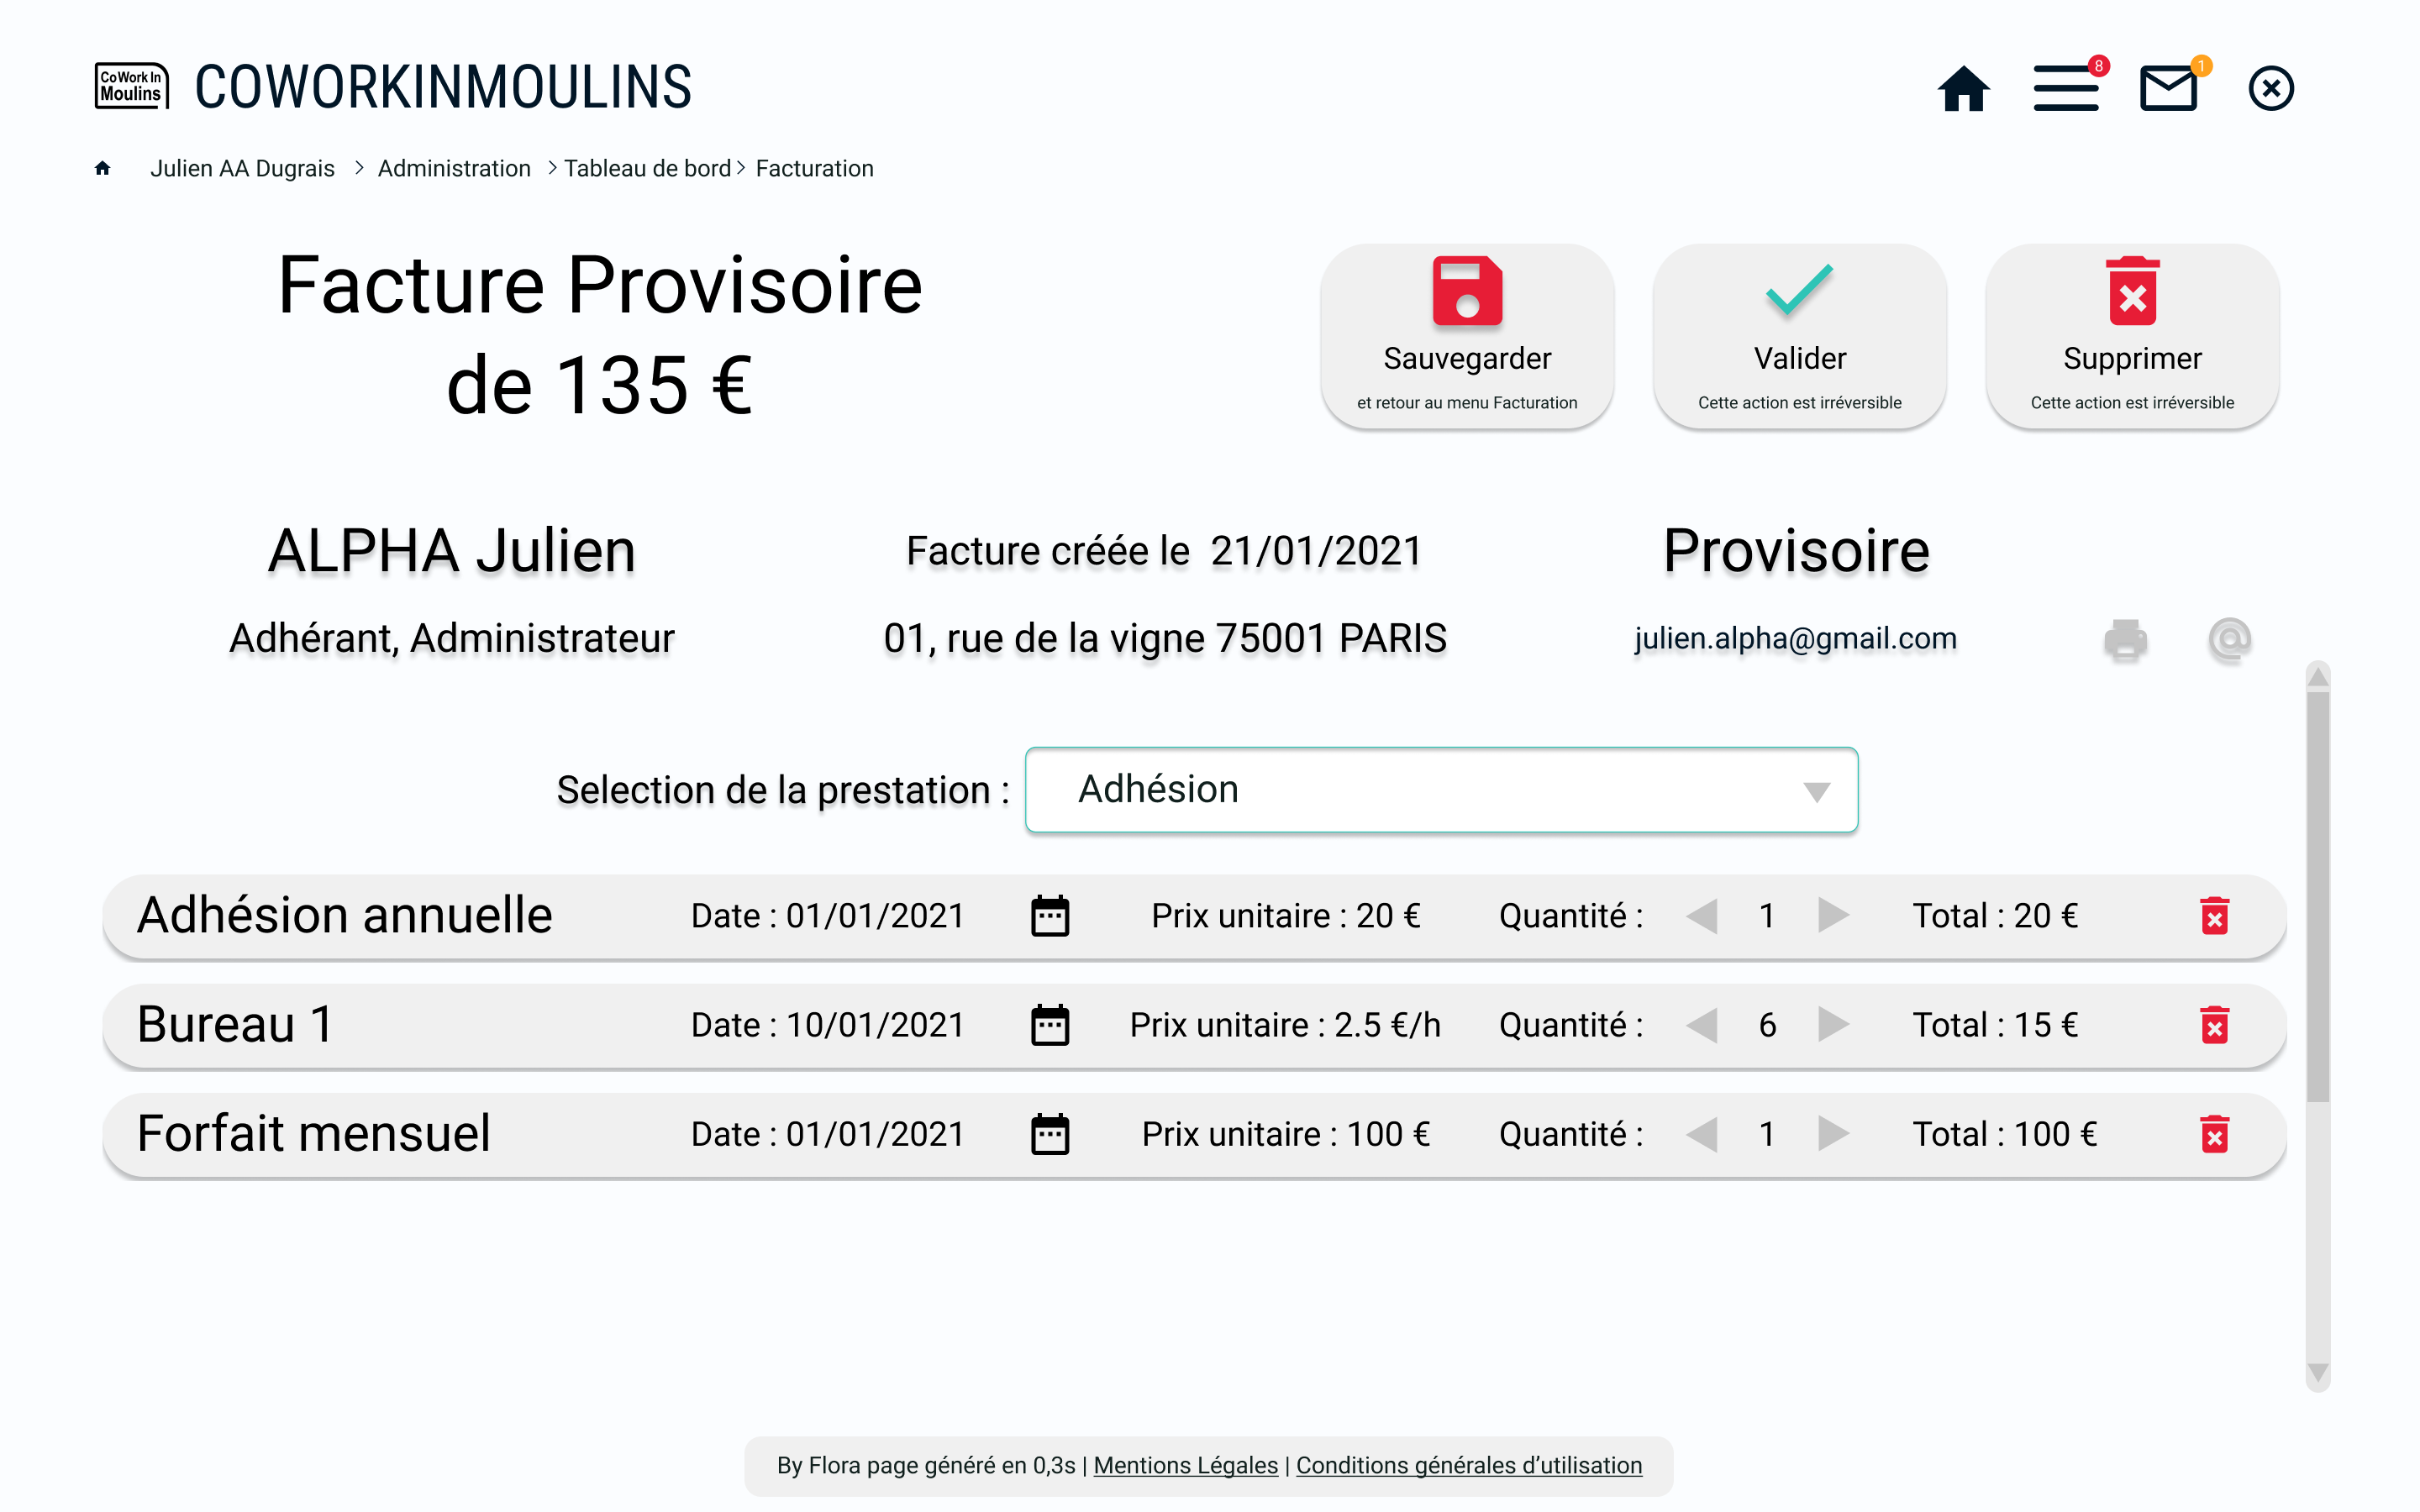 CoWork In
Moulins
COWORKINMOULINS
8
1
Julien AA Dugrais > Administration > Tableau de bord > Facturation
Facture Provisoire
de 135 €
Sauvegarder
et retour au menu Facturation
Valider
Cette action est irréversible
Supprimer
Cette action est irréversible
ALPHA Julien
Facture créée le 21/01/2021
Provisoire
Adhérant, Administrateur
01, rue de la vigne 75001 PARIS
julien.alpha@gmail.com
Selection de la prestation :
Adhésion
Adhésion annuelle Date : 01/01/2021 Prix unitaire : 20 € Quantité : 1 Total : 20 €
Bureau 1 Date : 10/01/2021 Prix unitaire : 2.5 €/h Quantité : 6 Total : 15 €
Forfait mensuel Date : 01/01/2021 Prix unitaire : 100 € Quantité : 1 Total : 100 €
By Flora page généré en 0,3s | Mentions Légales | Conditions générales d’utilisation